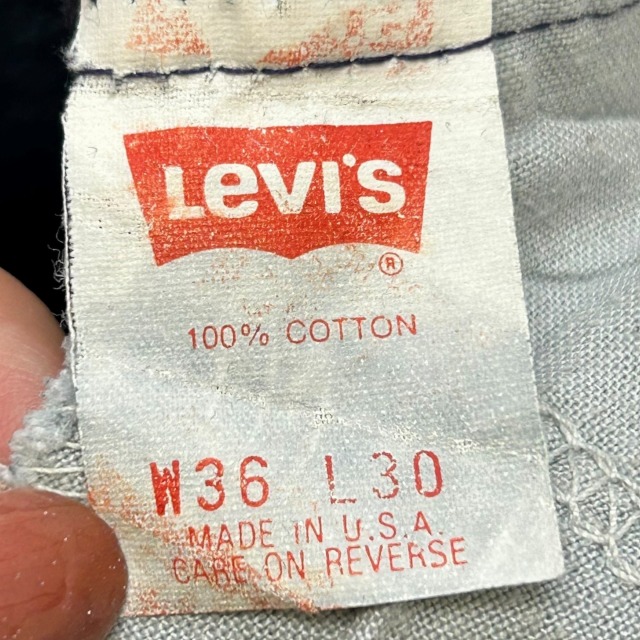 Levi's
®
100% COTTON
W36 L30
MADE IN U.S.A.
CARE ON REVERSE